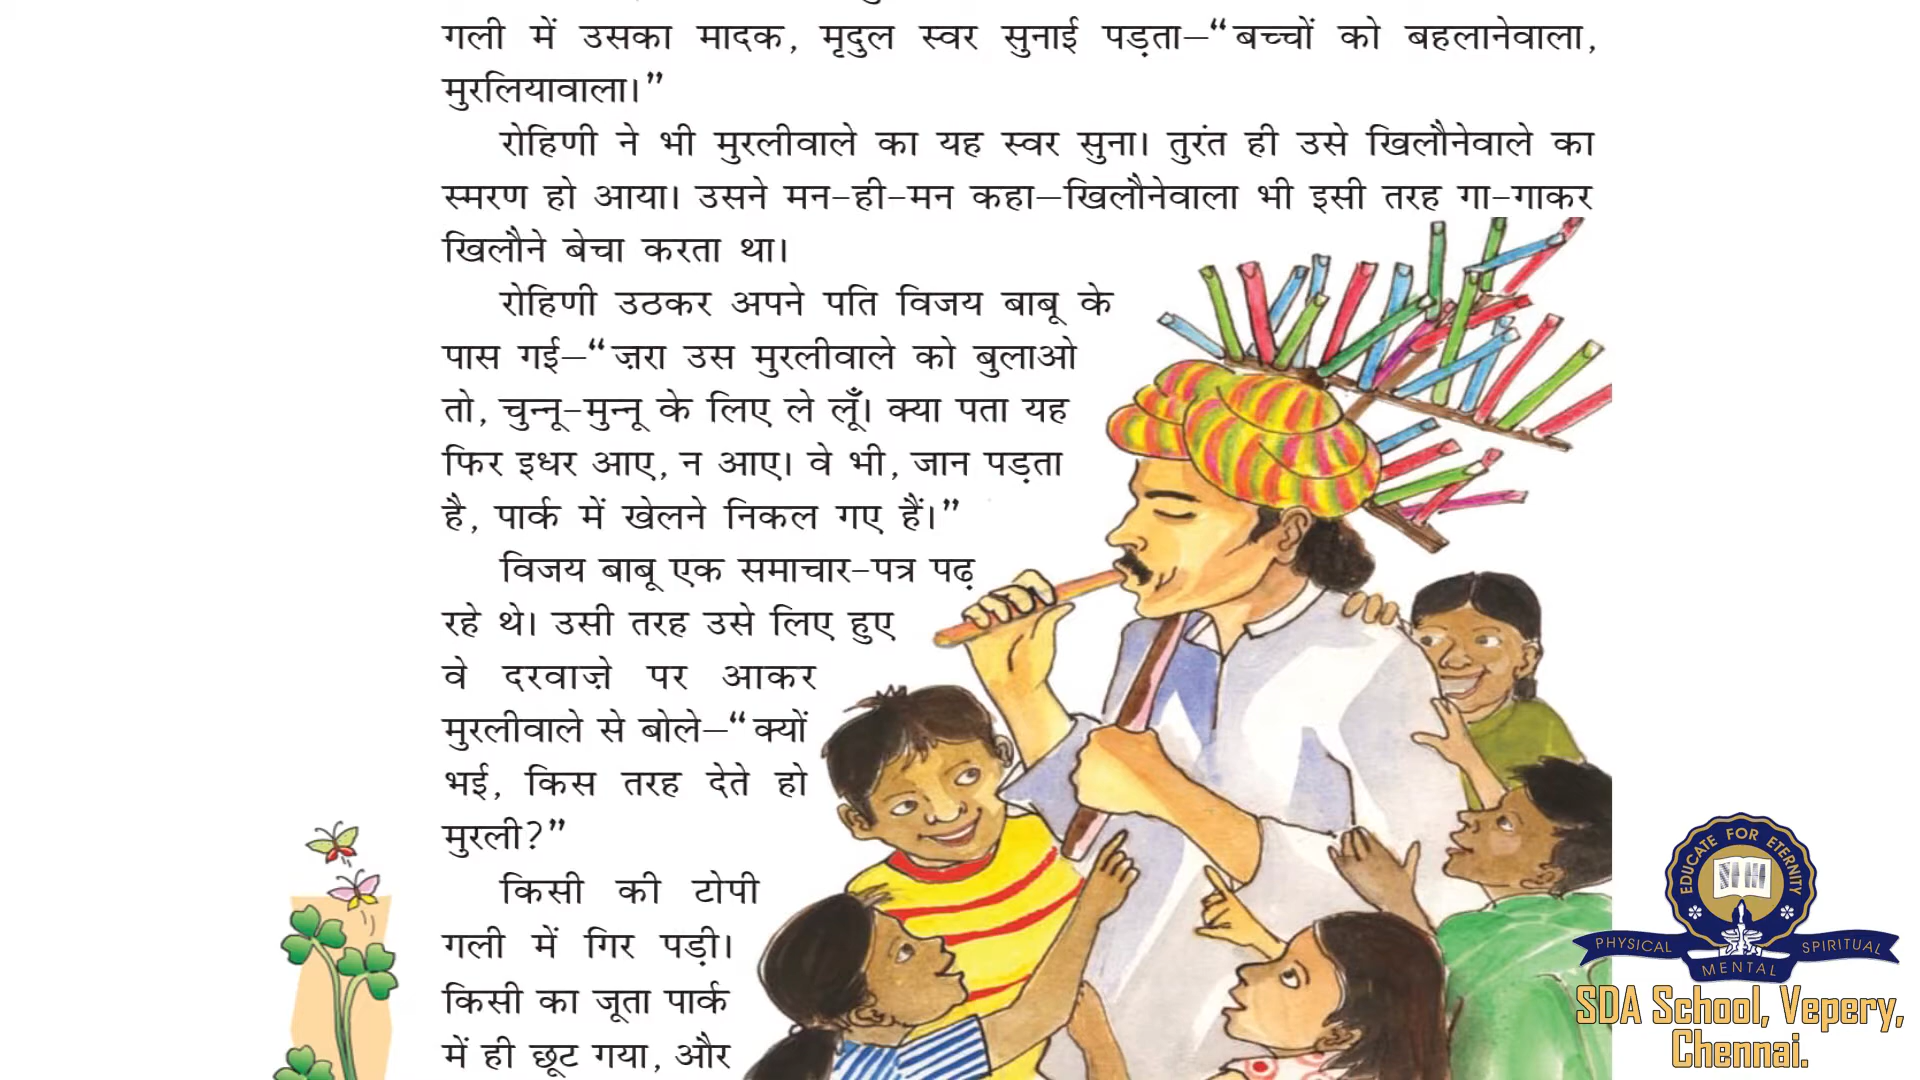 गली में उसका मादक, मृदुल स्वर सुनाई पड़ता—“बच्चों को बहलानेवाला,
मुरलियावाला।”
रोहिणी ने भी मुरलीवाले का यह स्वर सुना। तुरंत ही उसे खिलौनेवाले का
स्मरण हो आया। उसने मन-ही-मन कहा—खिलौनेवाला भी इसी तरह गा-गाकर
खिलौने बेचा करता था।
रोहिणी उठकर अपने पति विजय बाबू के
पास गई—“ज़रा उस मुरलीवाले को बुलाओ
तो, चुन्नू-मुन्नू के लिए ले लूँ। क्या पता यह
फिर इधर आए, न आए। वे भी, जान पड़ता
है, पार्क में खेलने निकल गए हैं।”
विजय बाबू एक समाचार-पत्र पढ़
रहे थे। उसी तरह उसे लिए हुए
वे दरवाज़े पर आकर
मुरलीवाले से बोले—“क्यों
भई, किस तरह देते हो
मुरली?”
किसी की टोपी
गली में गिर पड़ी।
किसी का जूता पार्क
में ही छूट गया, और
EDUCATE FOR ETERNITY
PHYSICAL
MENTAL
SPIRITUAL
SDA School, Vepery,
Chennai.